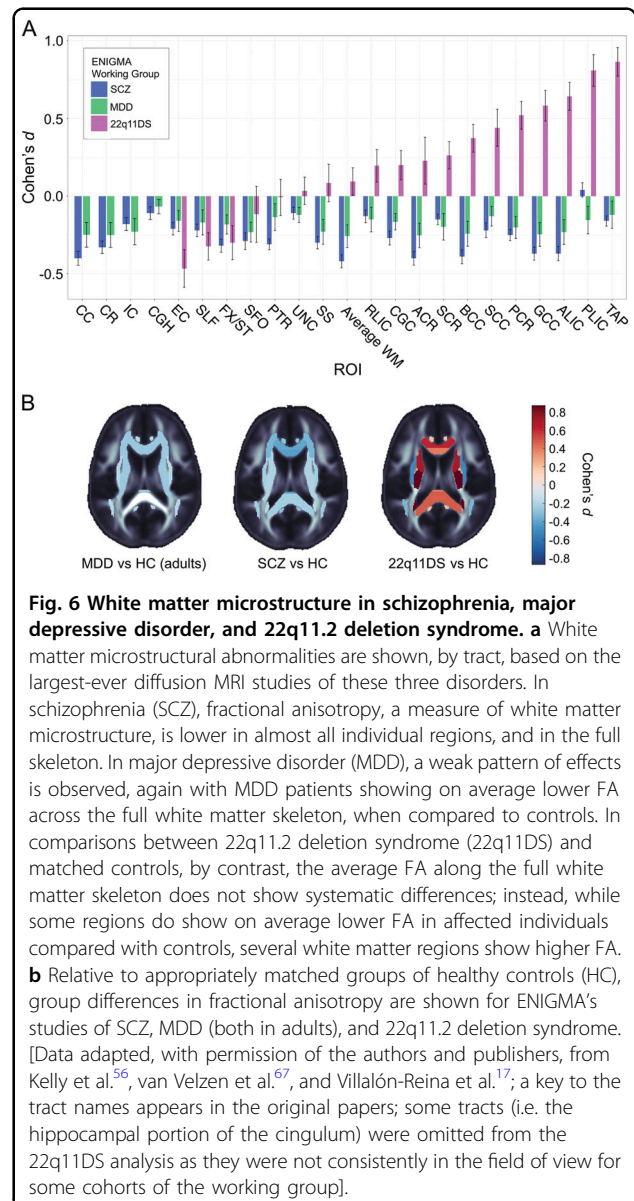 A
1.0
ENIGMA
Working Group
SCZ
MDD
22q11DS
0.5
0.0
-0.5
Cohen's d
CC CR IC CGH EC SLF FX/ST SFO PTR UNC SS Average WM RLIC CGC ACR SCR BCC SCC PCR GCC ALIC PLIC TAP
ROI
B
0.8
0.6
0.4
0.2
0
-0.2
-0.4
-0.6
-0.8
Cohen's d
MDD vs HC (adults) SCZ vs HC 22q11DS vs HC
Fig. 6 White matter microstructure in schizophrenia, major
depressive disorder, and 22q11.2 deletion syndrome. a White
matter microstructural abnormalities are shown, by tract, based on the
largest-ever diffusion MRI studies of these three disorders. In
schizophrenia (SCZ), fractional anisotropy, a measure of white matter
microstructure, is lower in almost all individual regions, and in the full
skeleton. In major depressive disorder (MDD), a weak pattern of effects
is observed, again with MDD patients showing on average lower FA
across the full white matter skeleton, when compared to controls. In
comparisons between 22q11.2 deletion syndrome (22q11DS) and
matched controls, by contrast, the average FA along the full white
matter skeleton does not show systematic differences; instead, while
some regions do show on average lower FA in affected individuals
compared with controls, several white matter regions show higher FA.
b Relative to appropriately matched groups of healthy controls (HC),
group differences in fractional anisotropy are shown for ENIGMA's
studies of SCZ, MDD (both in adults), and 22q11.2 deletion syndrome.
[Data adapted, with permission of the authors and publishers, from
Kelly et al.56, van Velzen et al.67, and Villalón-Reina et al.17; a key to the
tract names appears in the original papers; some tracts (i.e. the
hippocampal portion of the cingulum) were omitted from the
22q11DS analysis as they were not consistently in the field of view for
some cohorts of the working group].